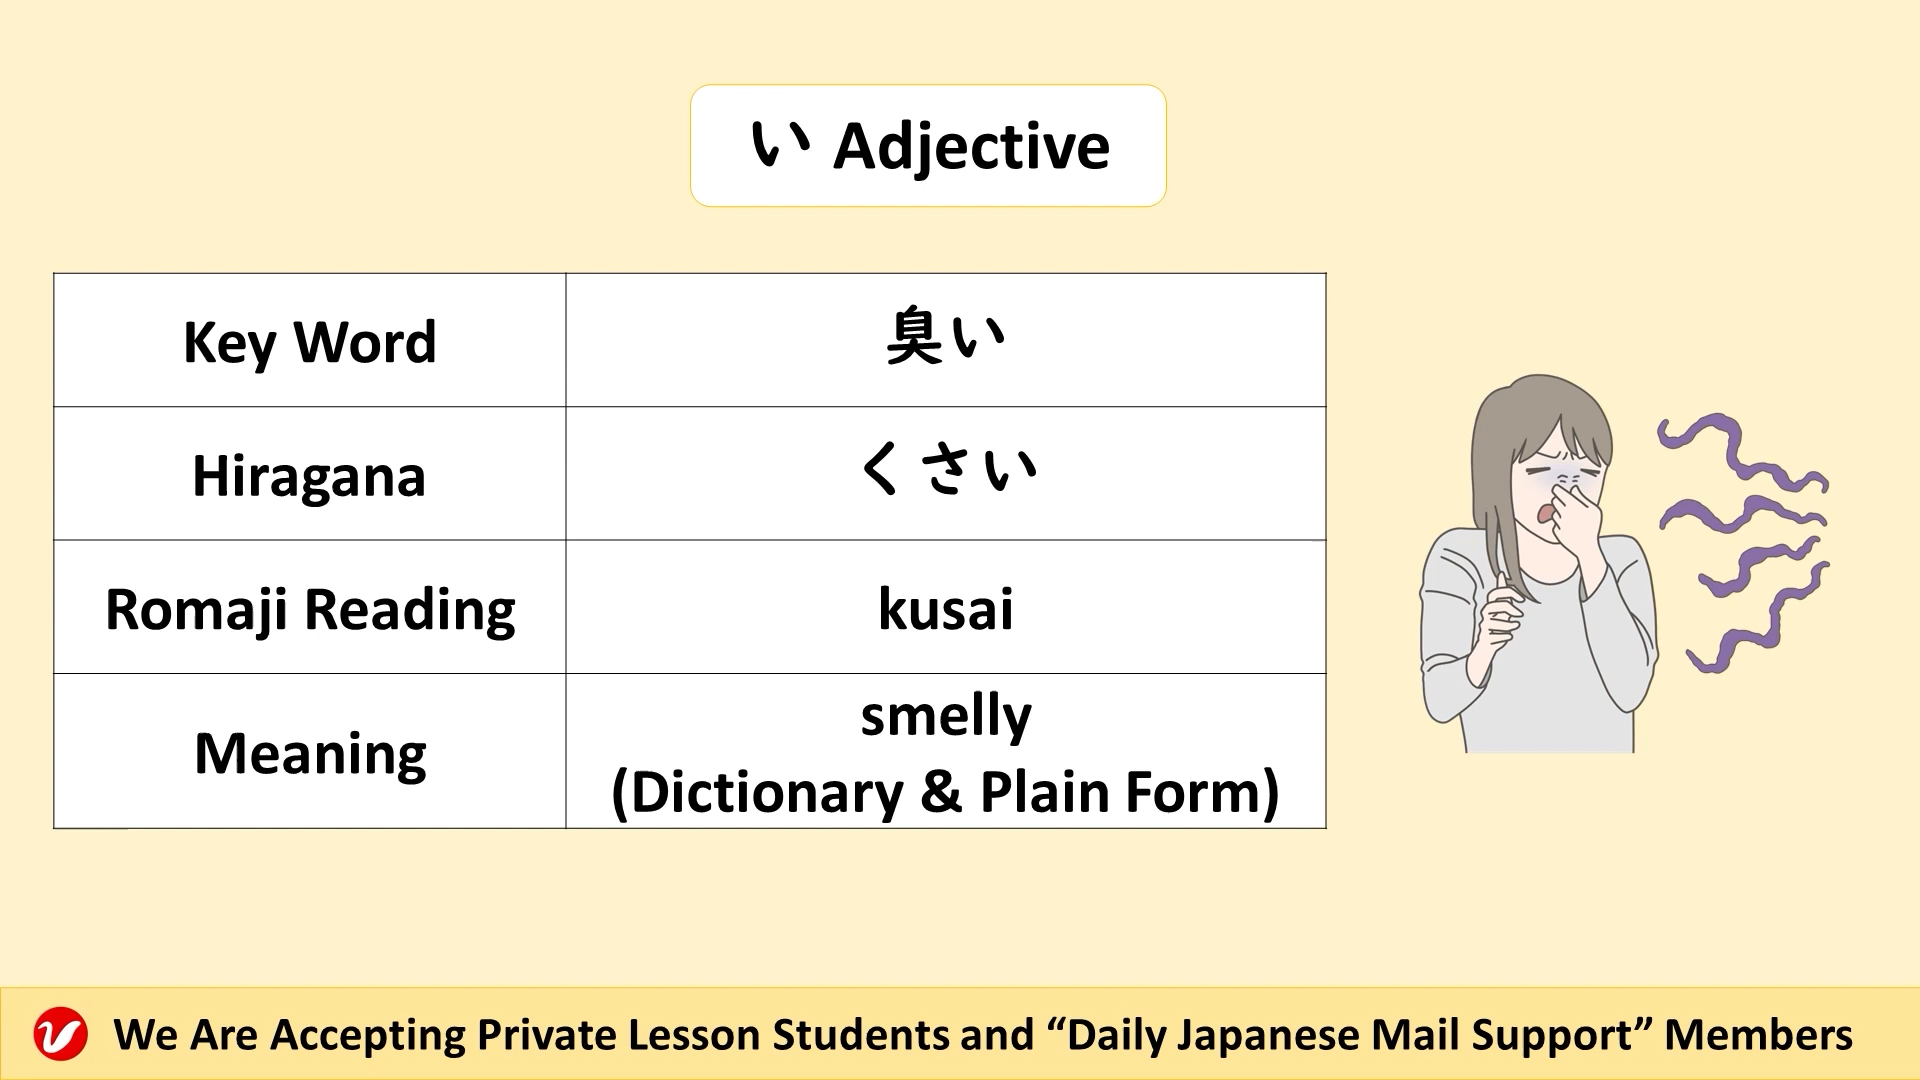 い Adjective
Key Word 臭い
Hiragana くさい
Romaji Reading kusai
Meaning smelly
(Dictionary & Plain Form)
We Are Accepting Private Lesson Students and “Daily Japanese Mail Support” Members